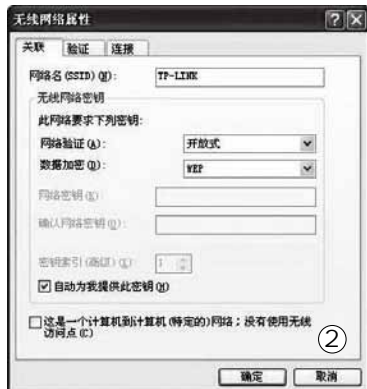 无线网络属性
关联 验证 连接
网络名(SSID)(N): TP-LINK
无线网络密钥
此网络要求下列密钥:
网络验证(A): 开放式
数据加密(D): WEP
网络密钥(K):
确认网络密钥(O):
密钥索引(高级)(X): 1
自动为我提供此密钥(H)
这是一个计算机到计算机(特定的)网络；没有使用无线
访问点(C)
②
确定 取消